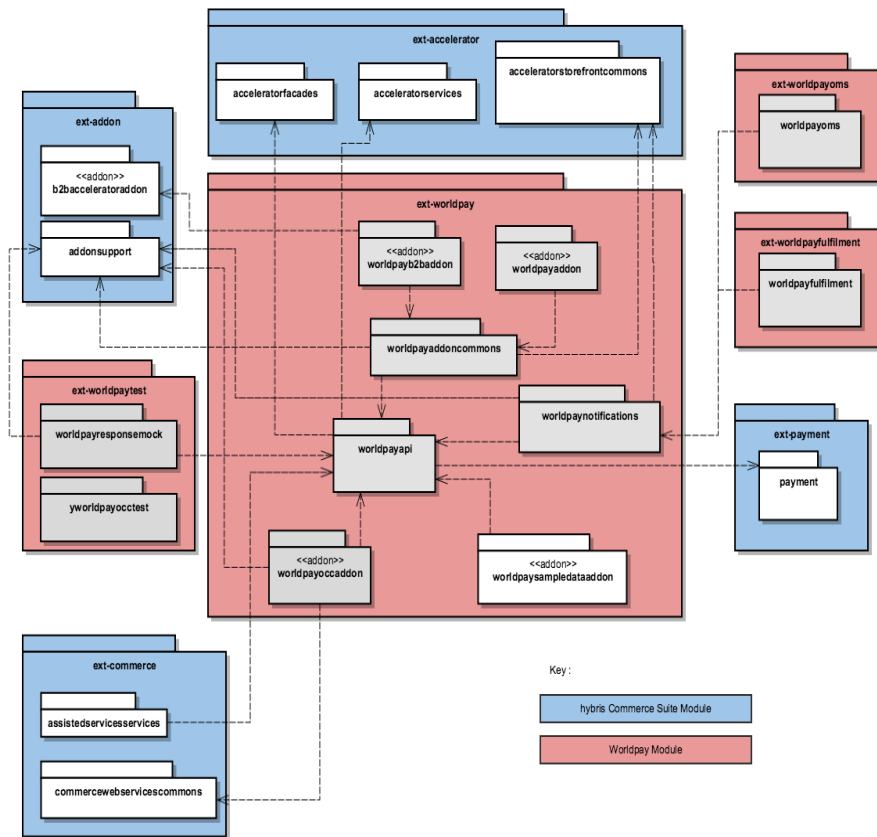 ext-accelerator
acceleratorfacades
acceleratorservices
acceleratorstorefrontcommons
ext-worldpayoms
worldpayoms
ext-addon
<<addon>>
b2bacceleratoraddon
addonsupport
ext-worldpay
<<addon>>
worldpayb2baddon
<<addon>>
worldpayaddon
worldpayaddoncommons
worldpaynotifications
worldpayapi
<<addon>>
worldpayoccaddon
<<addon>>
worldpaysampledataaddon
ext-worldpayfulfilment
worldpayfulfilment
ext-worldpaytest
worldpayresponsemock
yworldpayocctest
ext-payment
payment
ext-commerce
assistedservicesservices
commercewebservicescommons
Key :
hybris Commerce Suite Module
Worldpay Module